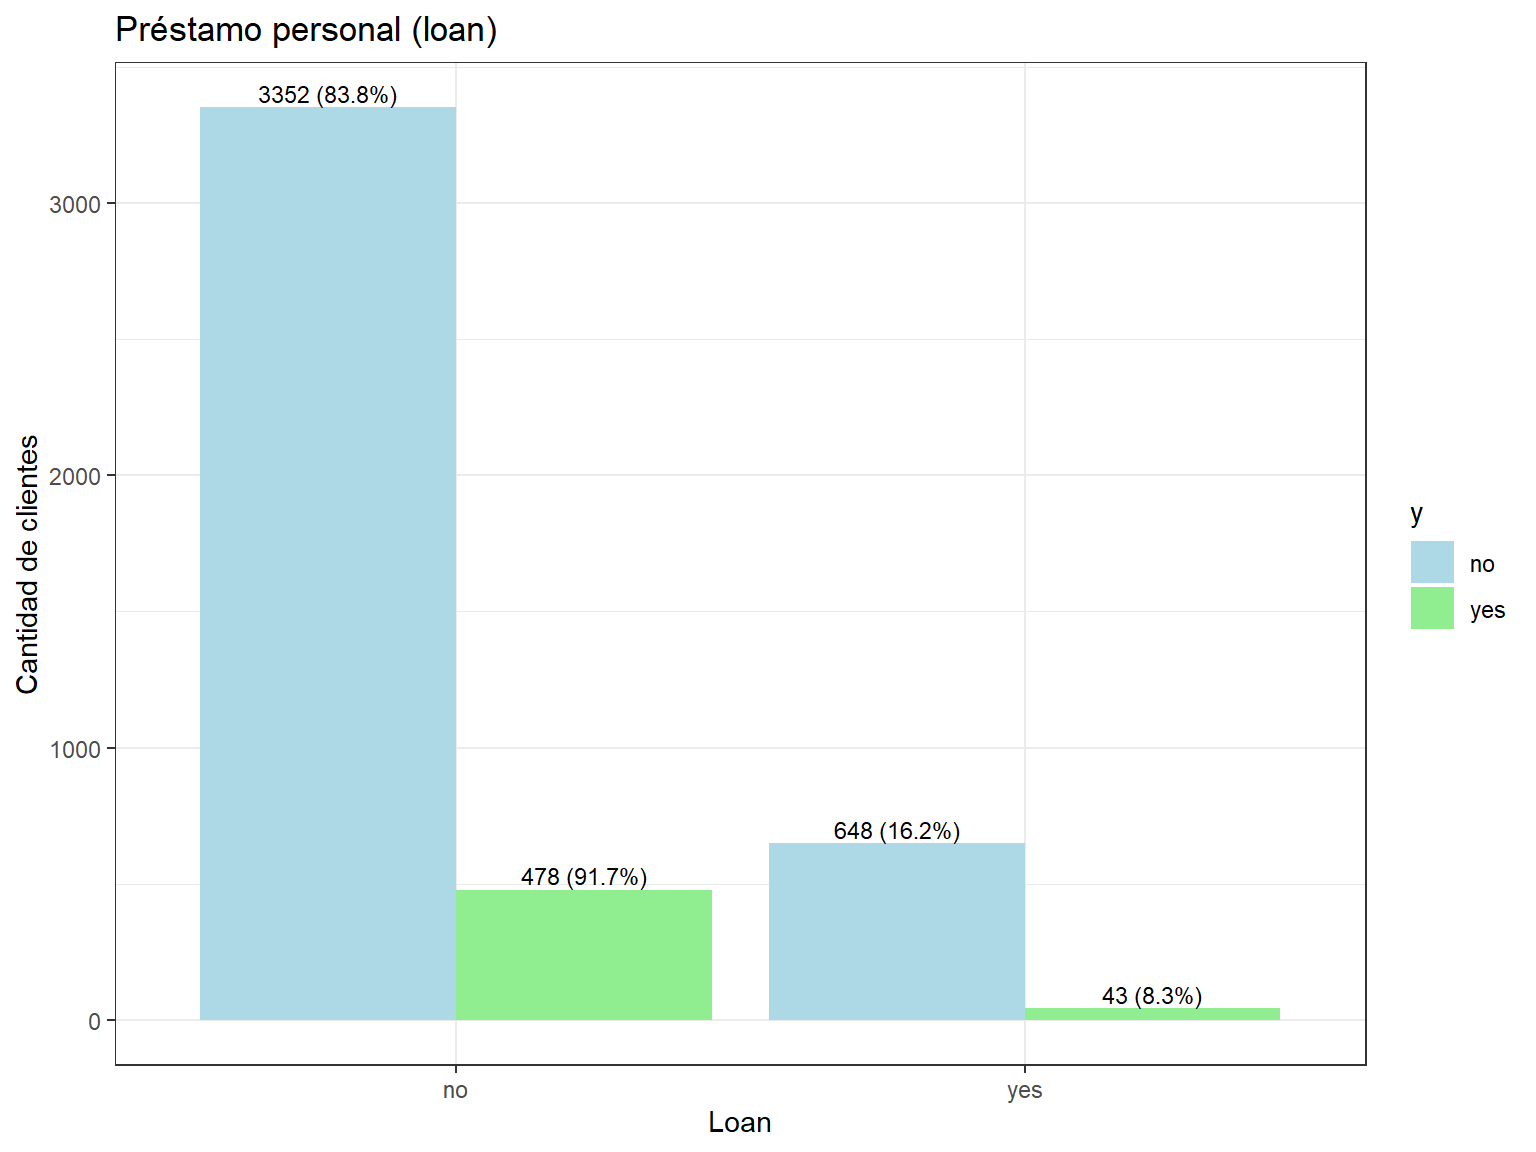 Préstamo personal (loan)
3352 (83.8%)
478 (91.7%)
648 (16.2%)
43 (8.3%)
3000
2000
1000
0
Cantidad de clientes
no
yes
Loan
y
no
yes